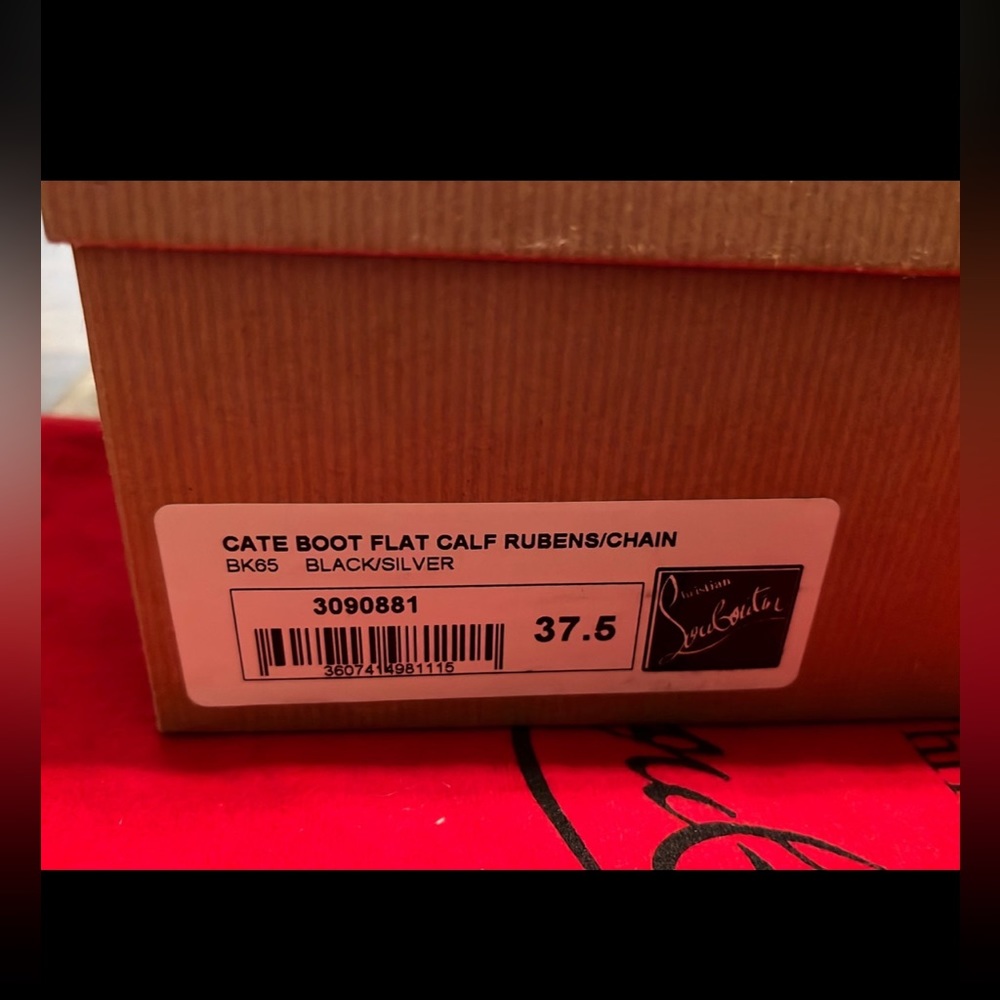 CATE BOOT FLAT CALF RUBENS/CHAIN
BK65 BLACK/SILVER
3090881
37.5
3607414981115
Christian
Louboutin